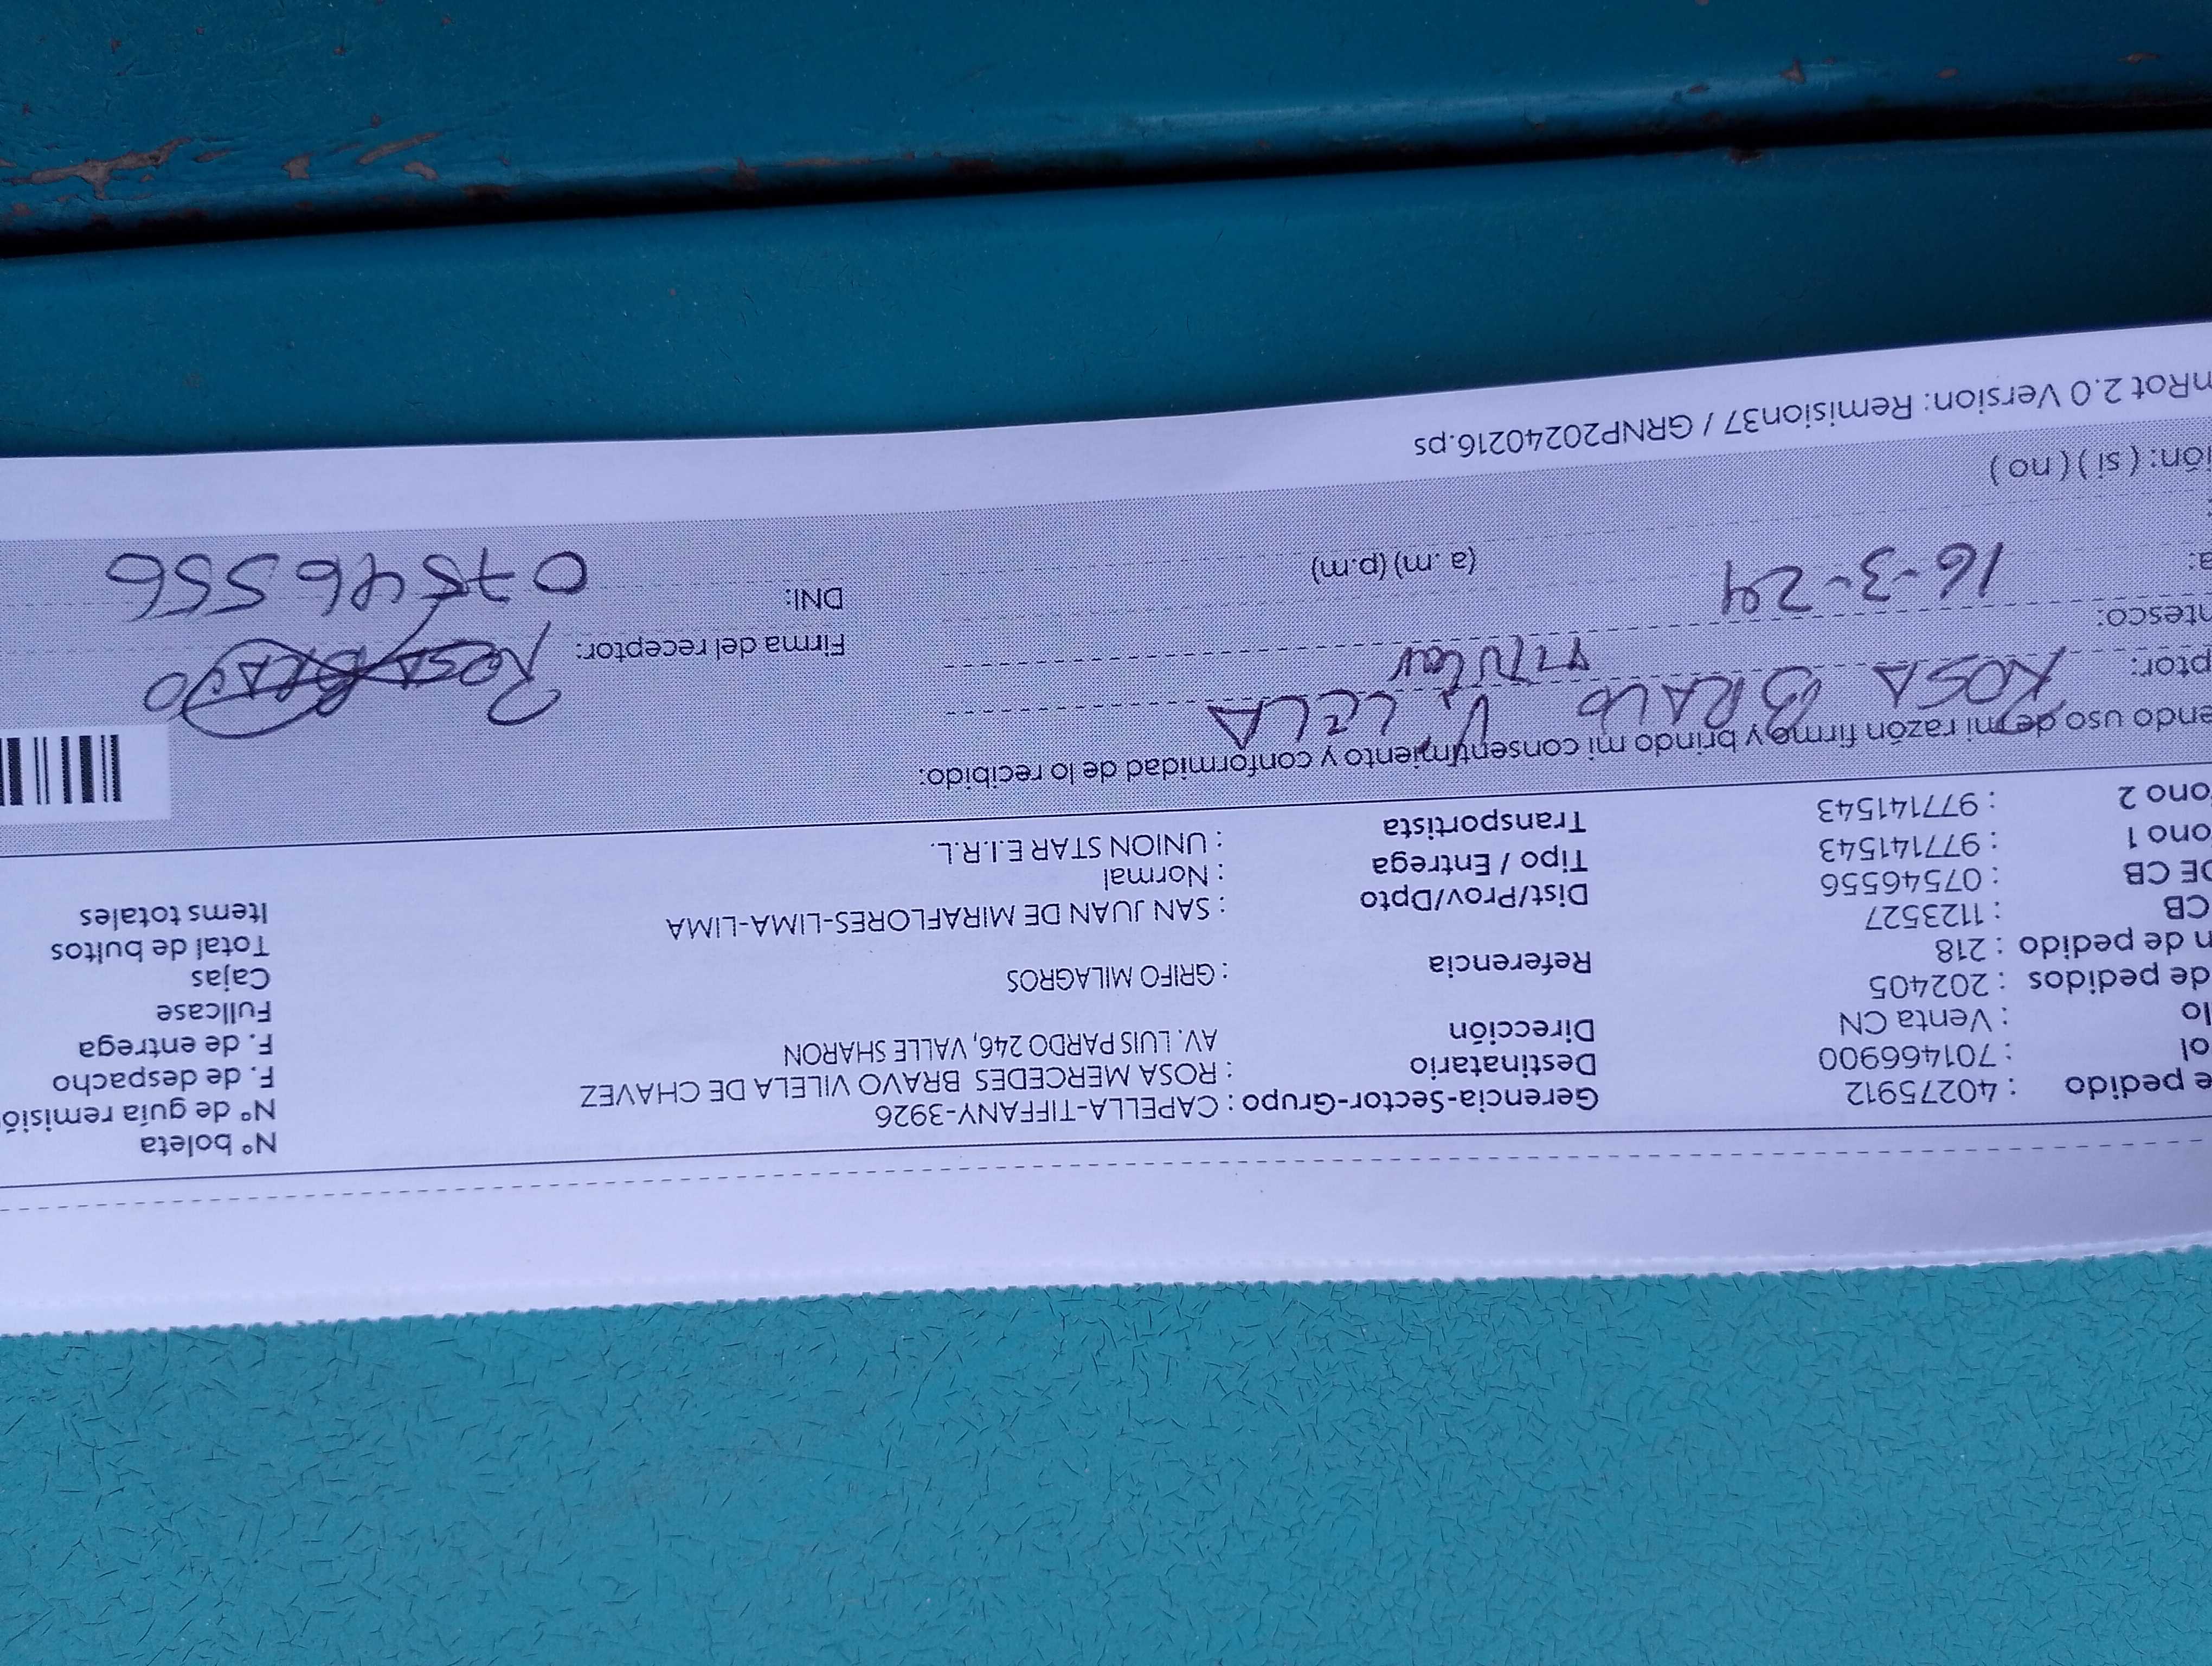 e pedido : 40275912 Gerencia-Sector-Grupo : CAPELLA-TIFFANY-3926 N° boleta
ol : 701466900 Destinatario : ROSA MERCEDES BRAVO VILELA DE CHAVEZ N° de guía remisió
lo : Venta CN Dirección AV. LUIS PARDO 246, VALLE SHARON F. de despacho
de pedidos : 202405 F. de entrega
n de pedido : 218 Referencia : GRIFO MILAGROS Fullcase
CB : 1123527 Cajas
DE CB : 07546556 Dist/Prov/Dpto : SAN JUAN DE MIRAFLORES-LIMA-LIMA Total de bultos
ono 1 : 977141543 Tipo / Entrega : Normal Items totales
ono 2 : 977141543 Transportista : UNION STAR E.I.R.L.
endo uso de mi razón firmo y brindo mi consentimiento y conformidad de lo recibido:
ptor: ROSA BRAVO ViLELA Firma del receptor: ROSA BRAVO
ntesco: TITULAR DNI: 07546556
a: 16-3-24 (a.m) (p.m)
:
ión: ( si ) ( no )
nRot 2.0 Version: Remision37 / GRNP20240216.ps